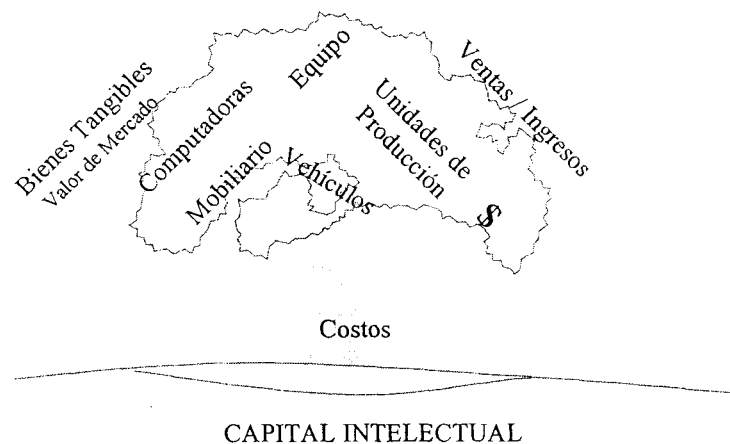 Bienes Tangibles
Valor de Mercado
Computadoras
Equipo
Mobiliario
Vehículos
Unidades de
Producción
Ventas / Ingresos
$
Costos
CAPITAL INTELECTUAL